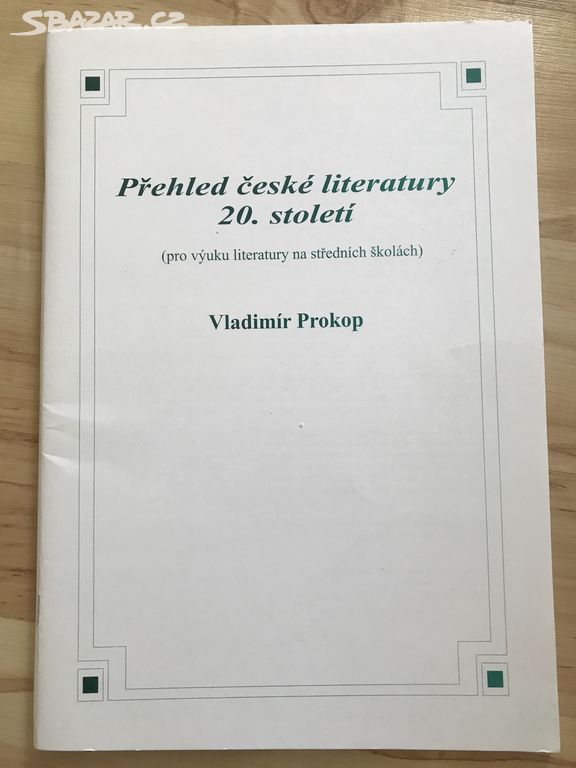 SBAZAR.CZ
Přehled české literatury
20. století
(pro výuku literatury na středních školách)
Vladimír Prokop